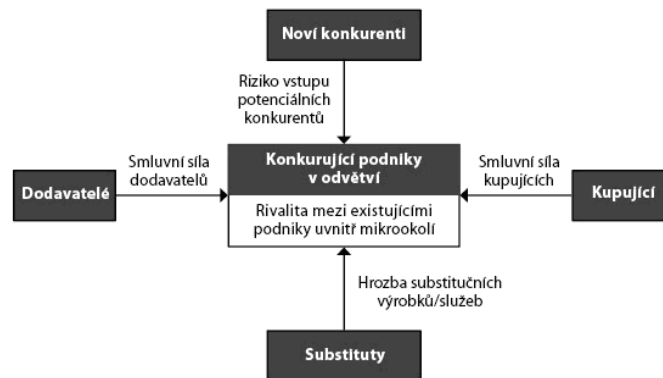 Noví konkurenti
Riziko vstupu
potenciálních
konkurentů
Smluvní síla
dodavatelů
Konkurující podniky
v odvětví
Smluvní síla
kupujících
Dodavatelé
Kupující
Rivalita mezi existujícími
podniky uvnitř mikrookolí
Hrozba substitučních
výrobků/služeb
Substituty